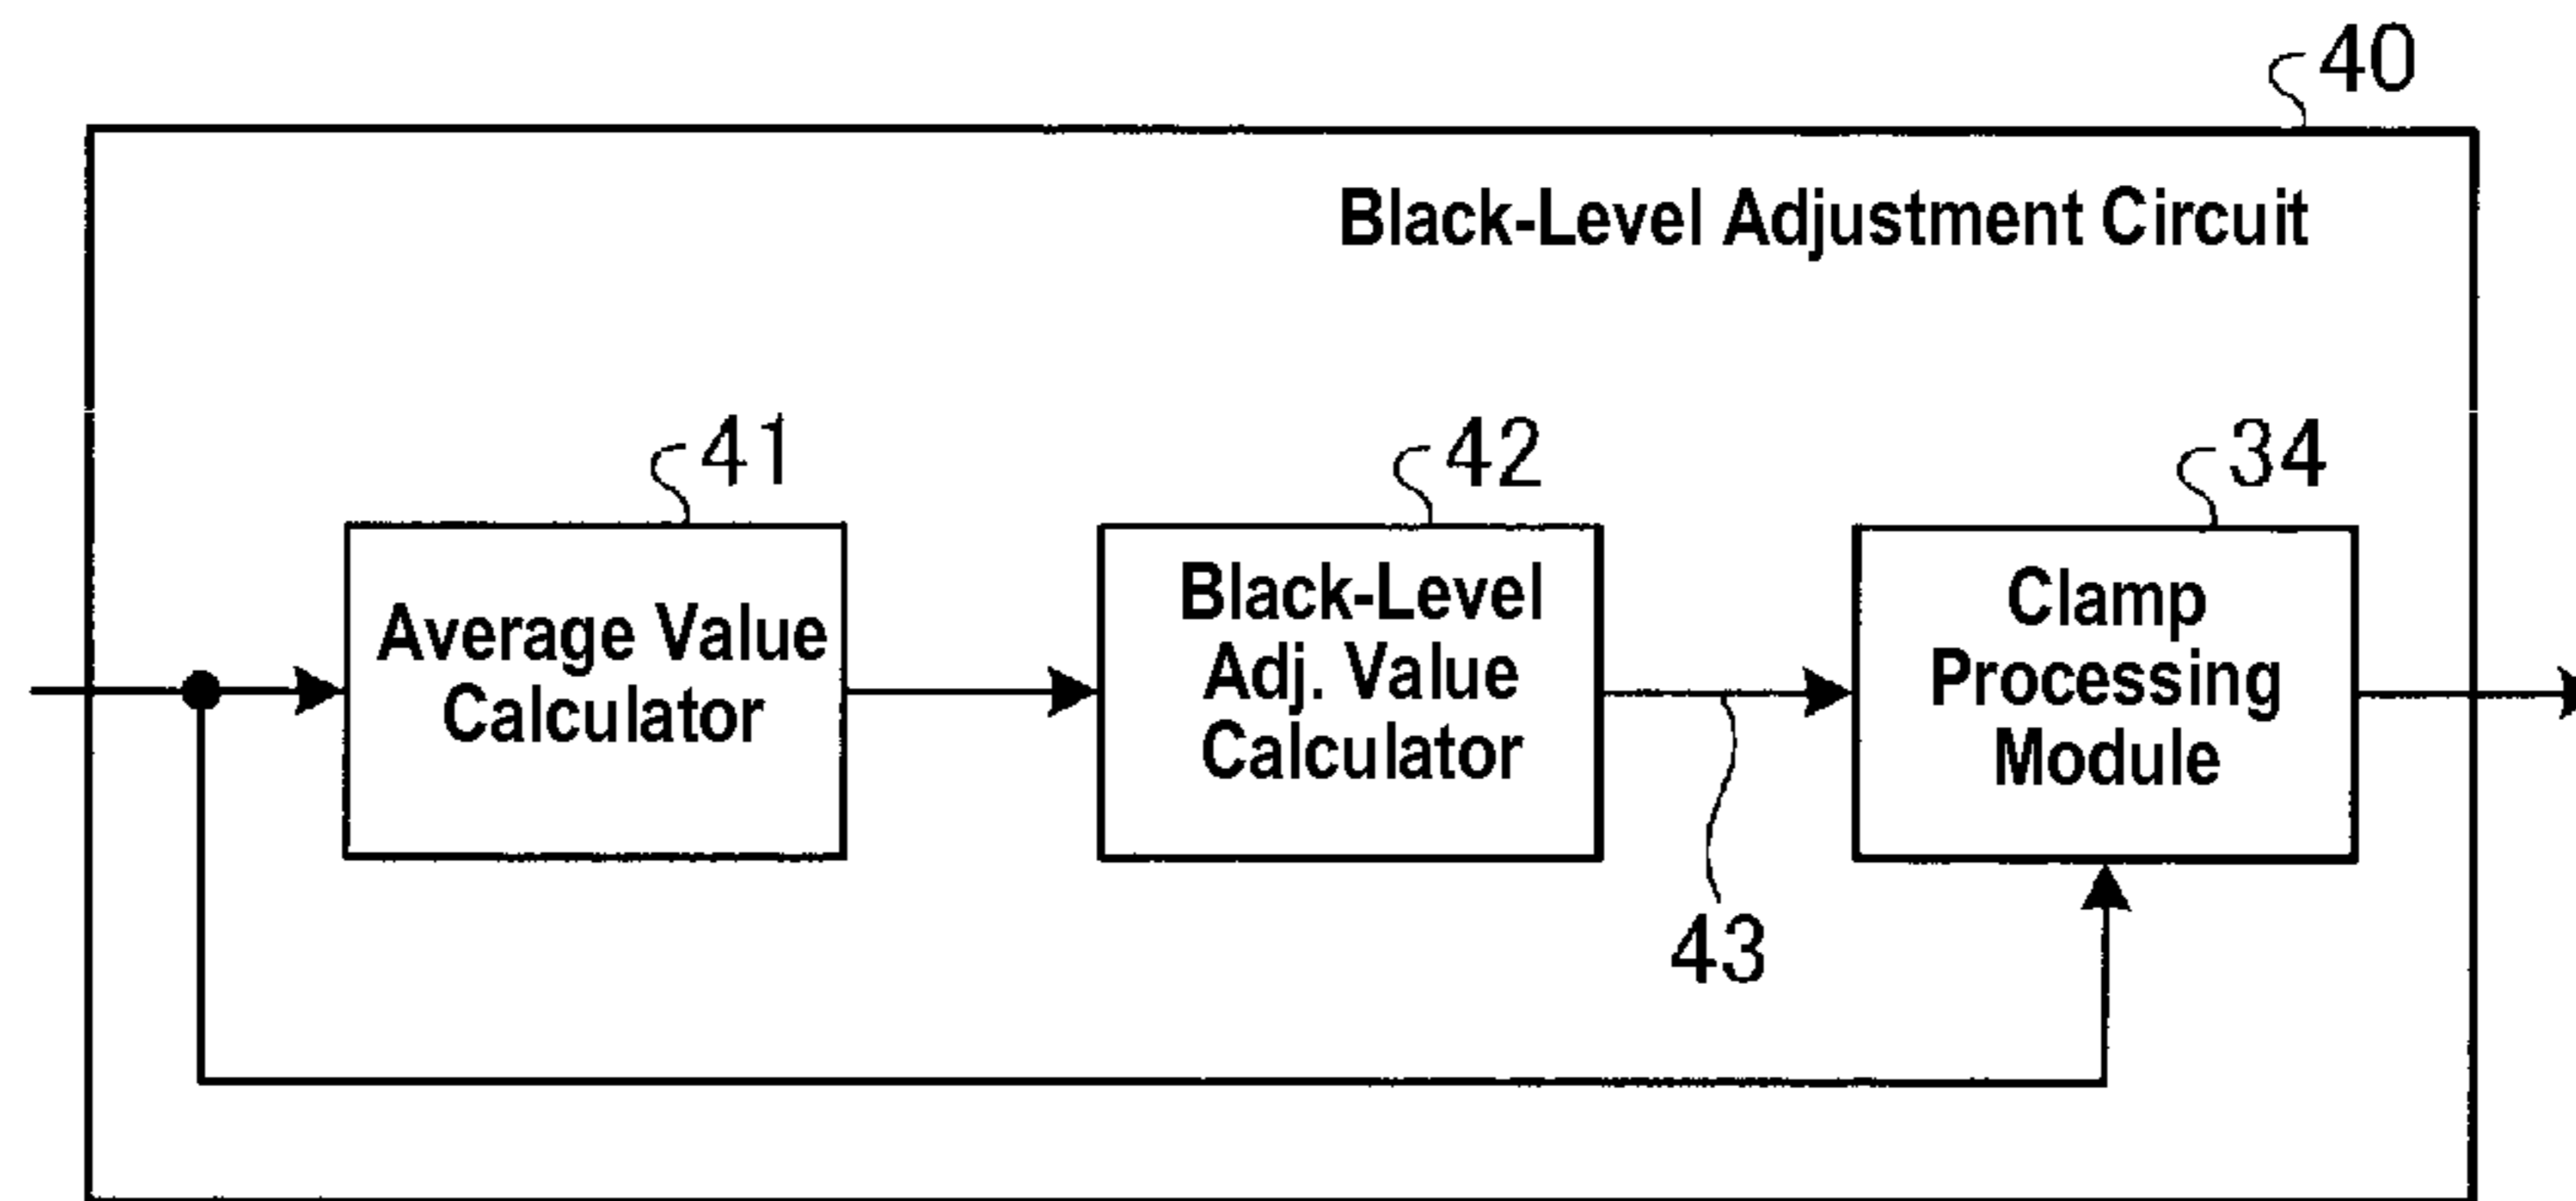 40
Black-Level Adjustment Circuit
41
42
34
Average Value
Calculator
Black-Level
Adj. Value
Calculator
Clamp
Processing
Module
43